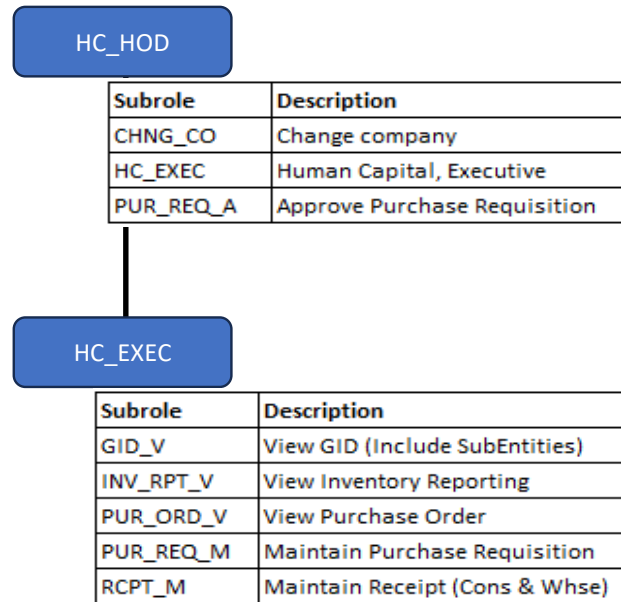 HC_HOD
Subrole Description
CHNG_CO Change company
HC_EXEC Human Capital, Executive
PUR_REQ_A Approve Purchase Requisition
HC_EXEC
Subrole Description
GID_V View GID (Include SubEntities)
INV_RPT_V View Inventory Reporting
PUR_ORD_V View Purchase Order
PUR_REQ_M Maintain Purchase Requisition
RCPT_M Maintain Receipt (Cons & Whse)